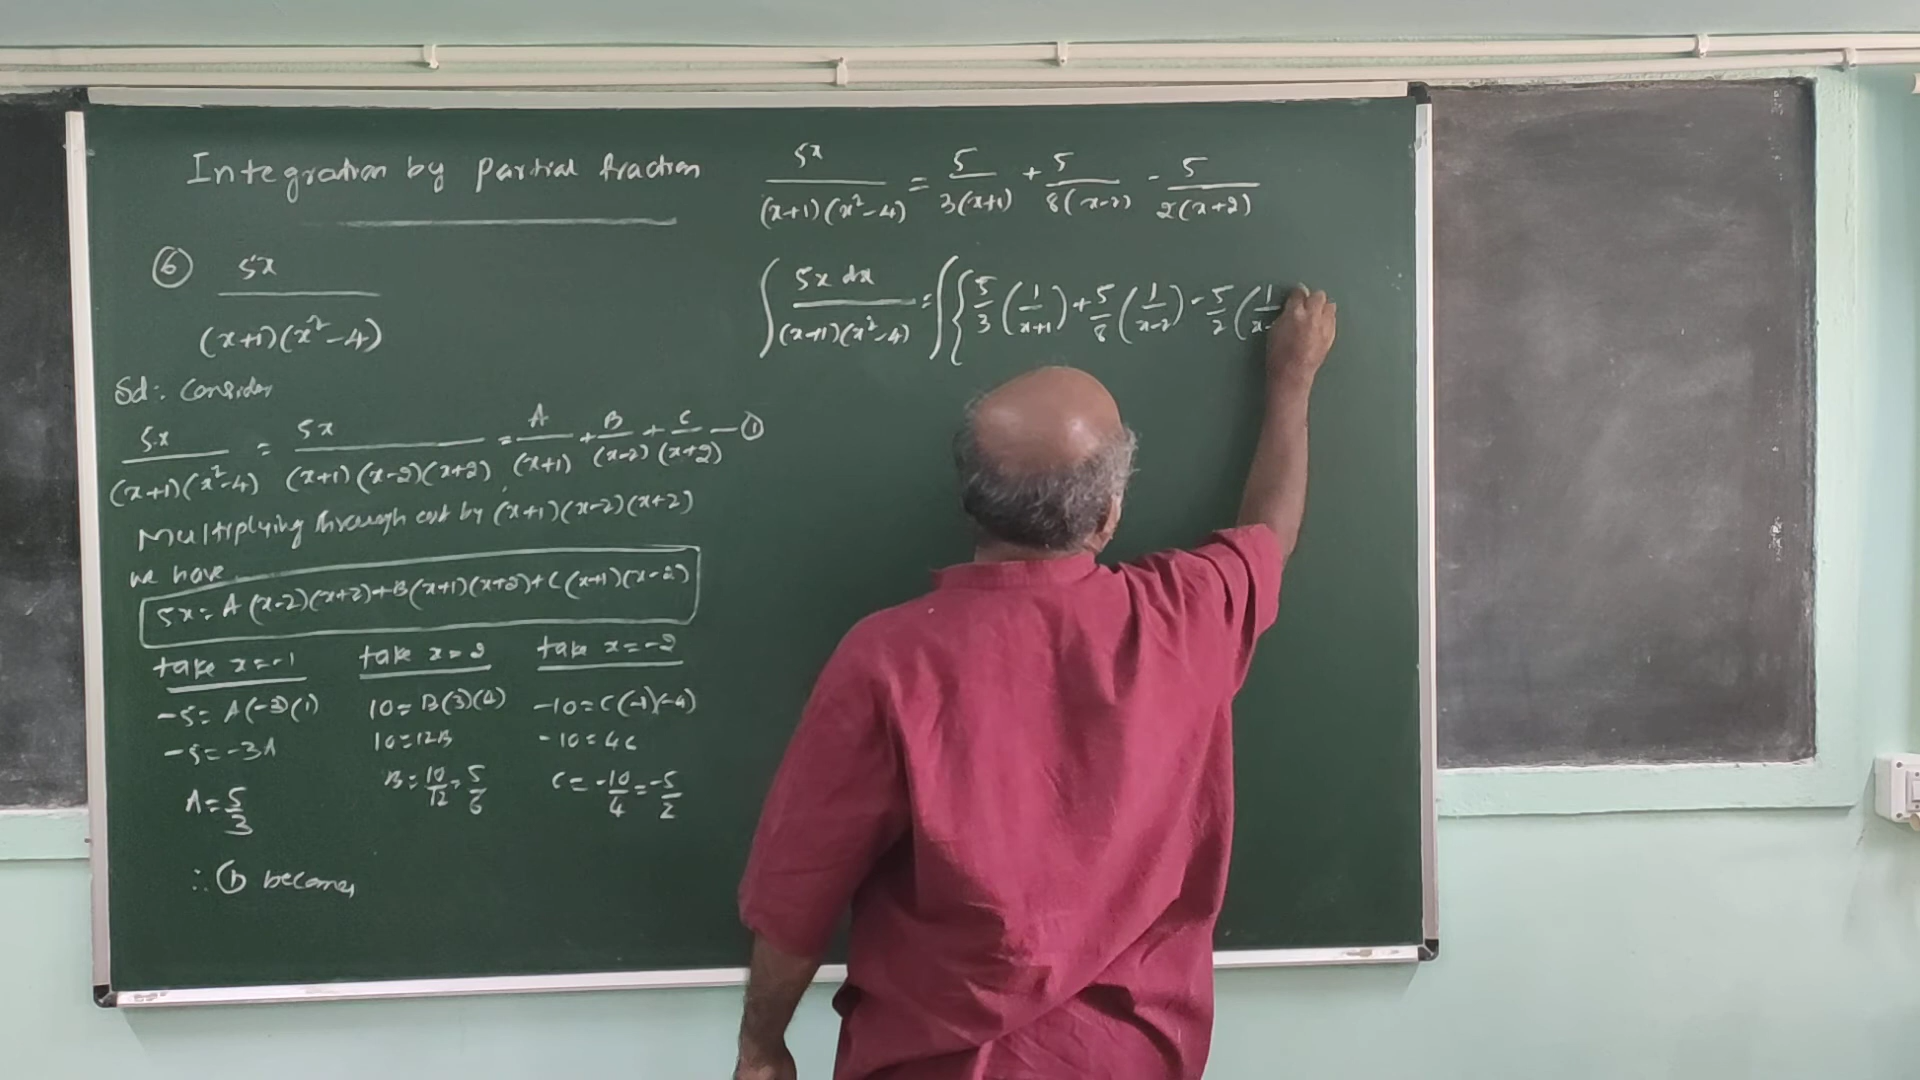 Integration by Partial fraction
⑥ 5x / (x+1)(x²-4)
Sol: Consider
5x / (x+1)(x²-4) = 5x / (x+1)(x-2)(x+2) = A / (x+1) + B / (x-2) + C / (x+2) — ①
Multiplying through out by (x+1)(x-2)(x+2)
we have
5x = A(x-2)(x+2)+B(x+1)(x+2)+C(x+1)(x-2)
take x=-1
-5 = A(-3)(1)
-5 = -3A
A = 5/3
take x=2
10 = B(3)(4)
10 = 12B
B = 10/12 = 5/6
take x=-2
-10 = C(-1)(-4)
-10 = 4C
C = -10/4 = -5/2
∴ ① becomes
5x / (x+1)(x²-4) = 5 / 3(x+1) + 5 / 8(x-2) - 5 / 2(x+2)
∫ 5x dx / (x+1)(x²-4) = ∫ { 5/3 (1/x+1) + 5/8 (1/x-2) - 5/2 (1/x